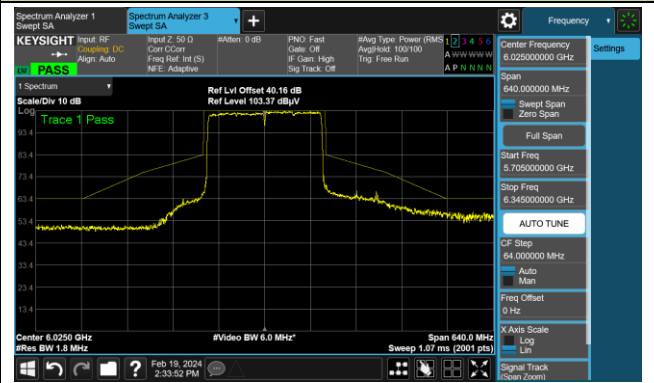 Spectrum Analyzer 1
Swept SA
Spectrum Analyzer 3
Swept SA
Frequency
KEYSIGHT
Input: RF
Coupling: DC
Align: Auto
Input Z: 50 Ω
Corr CCorr
Freq Ref: Int (S)
NFE: Adaptive
#Atten: 0 dB
PNO: Fast
Gate: Off
IF Gain: High
Sig Track: Off
#Avg Type: Power (RMS
Avg|Hold: 100/100
Trig: Free Run
1 2 3 4 5 6
A W W W W W
A P N N N N
LW PASS
1 Spectrum
Scale/Div 10 dB
Ref Lvl Offset 40.16 dB
Ref Level 103.37 dBµV
Log
Trace 1 Pass
93.4
83.4
73.4
63.4
53.4
43.4
33.4
23.4
13.4
Center 6.0250 GHz
#Res BW 1.8 MHz
#Video BW 6.0 MHz*
Span 640.0 MHz
Sweep 1.07 ms (2001 pts)
Center Frequency
6.025000000 GHz
Settings
Span
640.000000 MHz
Swept Span
Zero Span
Full Span
Start Freq
5.705000000 GHz
Stop Freq
6.345000000 GHz
AUTO TUNE
CF Step
64.000000 MHz
Auto
Man
Freq Offset
0 Hz
X Axis Scale
Log
Lin
Signal Track
(Span Zoom)
?
Feb 19, 2024
2:33:52 PM